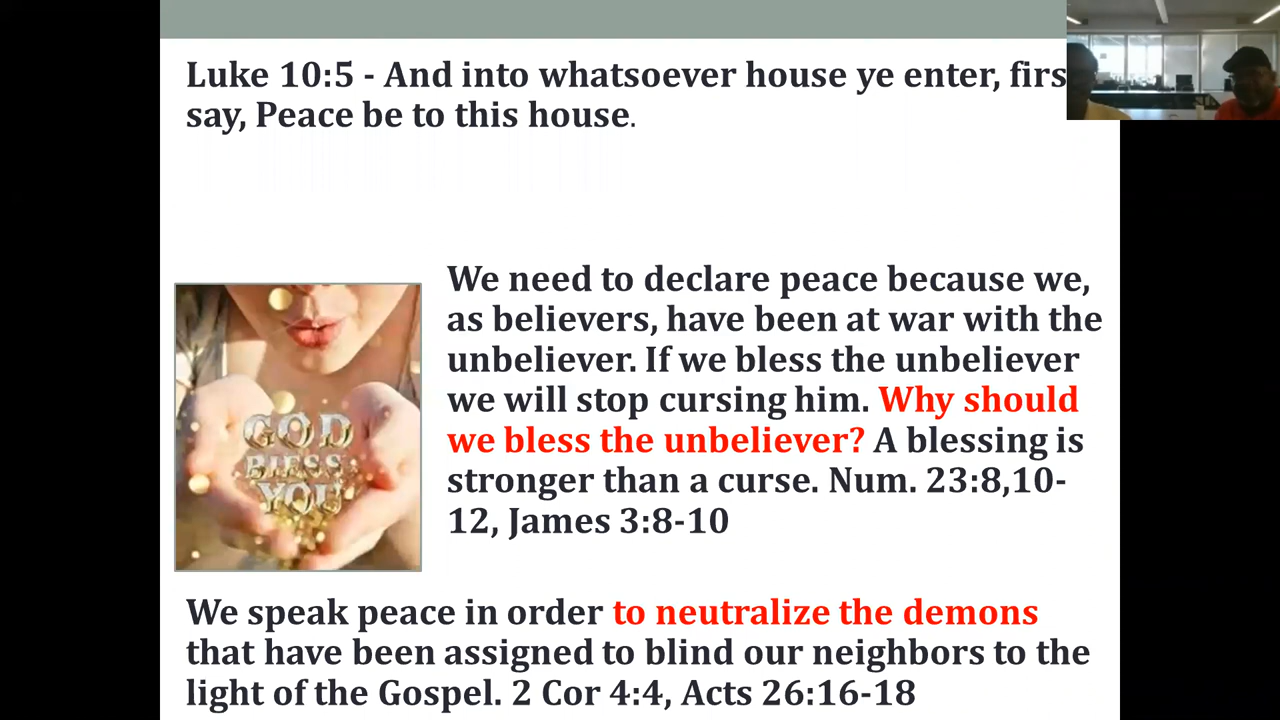 Luke 10:5 - And into whatsoever house ye enter, firs
say, Peace be to this house.
We need to declare peace because we,
as believers, have been at war with the
unbeliever. If we bless the unbeliever
we will stop cursing him. Why should
we bless the unbeliever? A blessing is
stronger than a curse. Num. 23:8,10-
12, James 3:8-10
GOD
BLESS
YOU
We speak peace in order to neutralize the demons
that have been assigned to blind our neighbors to the
light of the Gospel. 2 Cor 4:4, Acts 26:16-18